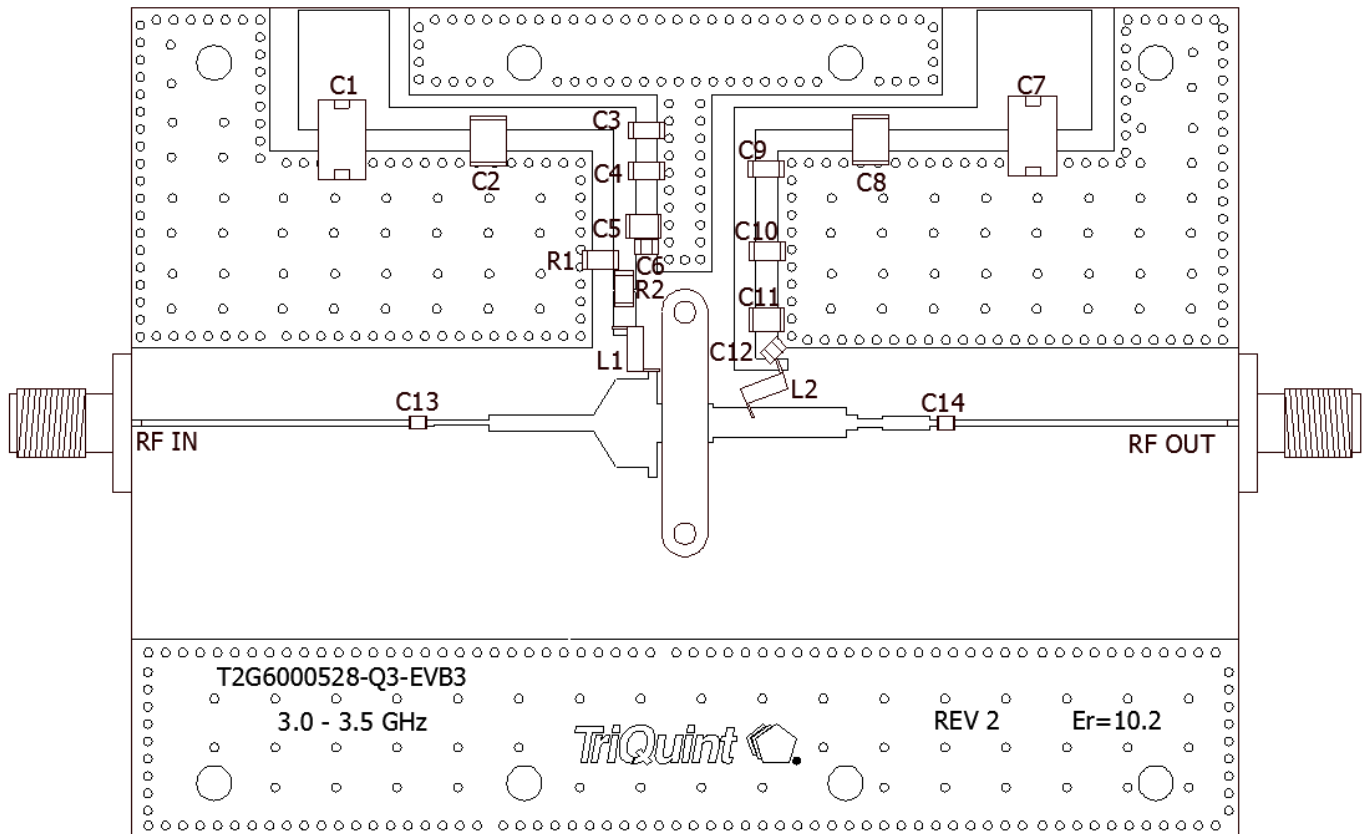 C1
C7
C3
C9
C4
C2
C8
C5
C10
R1
C6
R2
C11
L1
C12
L2
C13
C14
RF IN
RF OUT
T2G6000528-Q3-EVB3
3.0 - 3.5 GHz
REV 2
Er=10.2
TriQuint